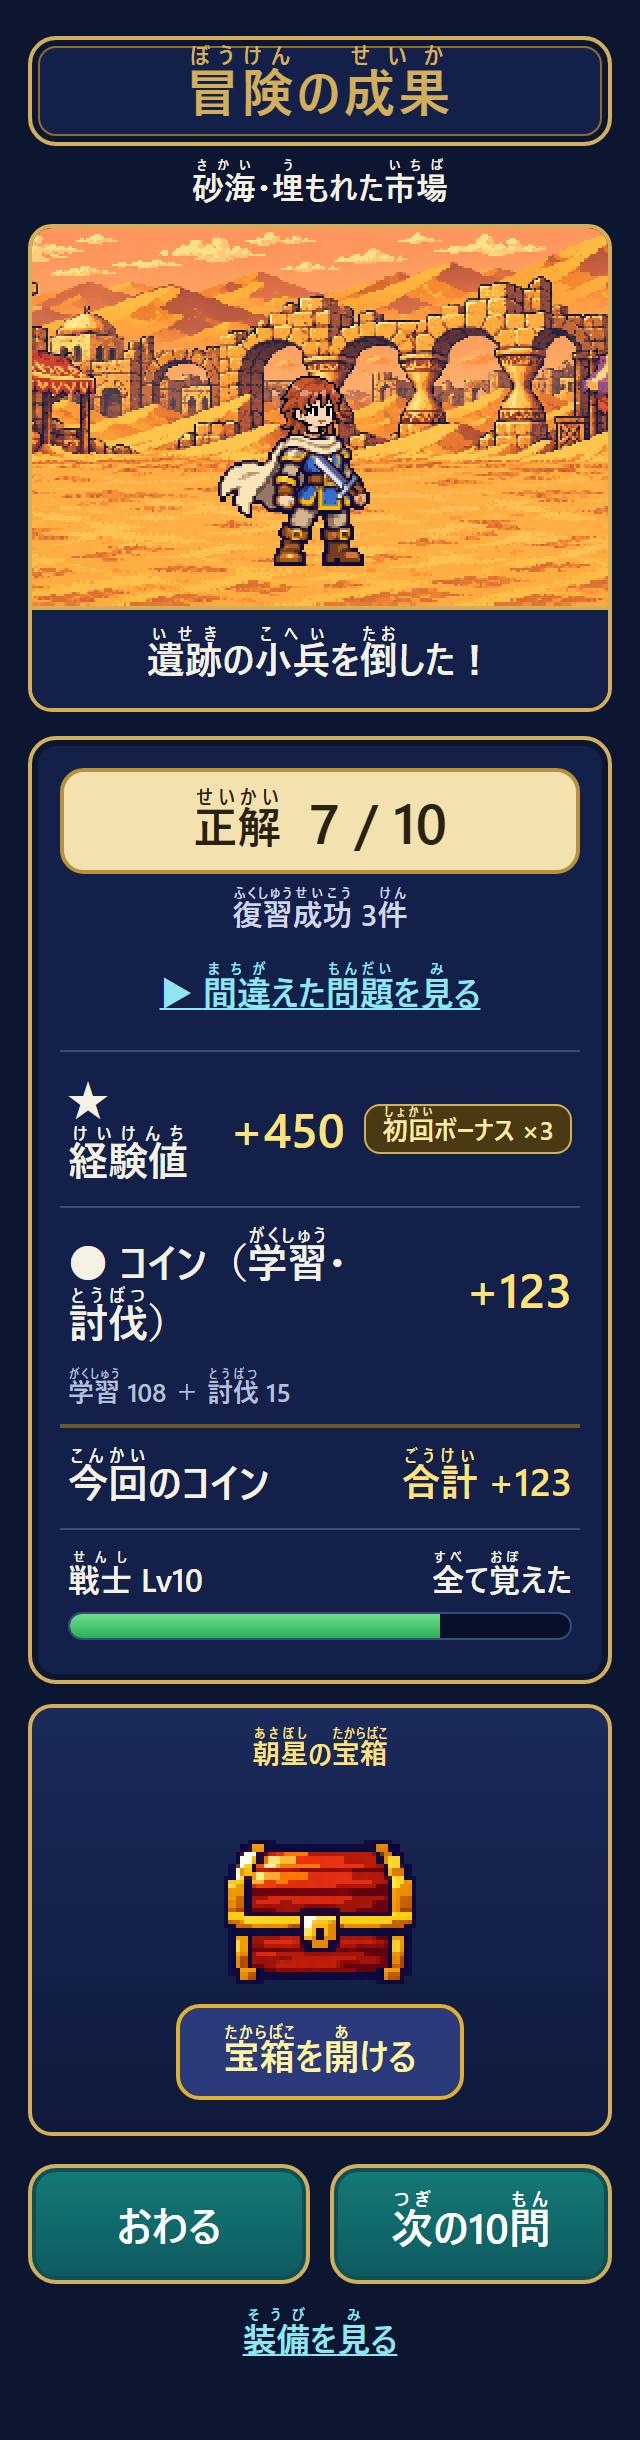 冒険の成果
砂海・埋もれた市場
遺跡の小兵を倒した！
正解 7 / 10
復習成功 3件
▶ 間違えた問題を見る
★
経験値 +450 初回ボーナス ×3
● コイン（学習・
討伐） +123
学習 108 ＋ 討伐 15
今回のコイン 合計 +123
戦士 Lv10 全て覚えた
朝星の宝箱
宝箱を開ける
おわる 次の10問
装備を見る